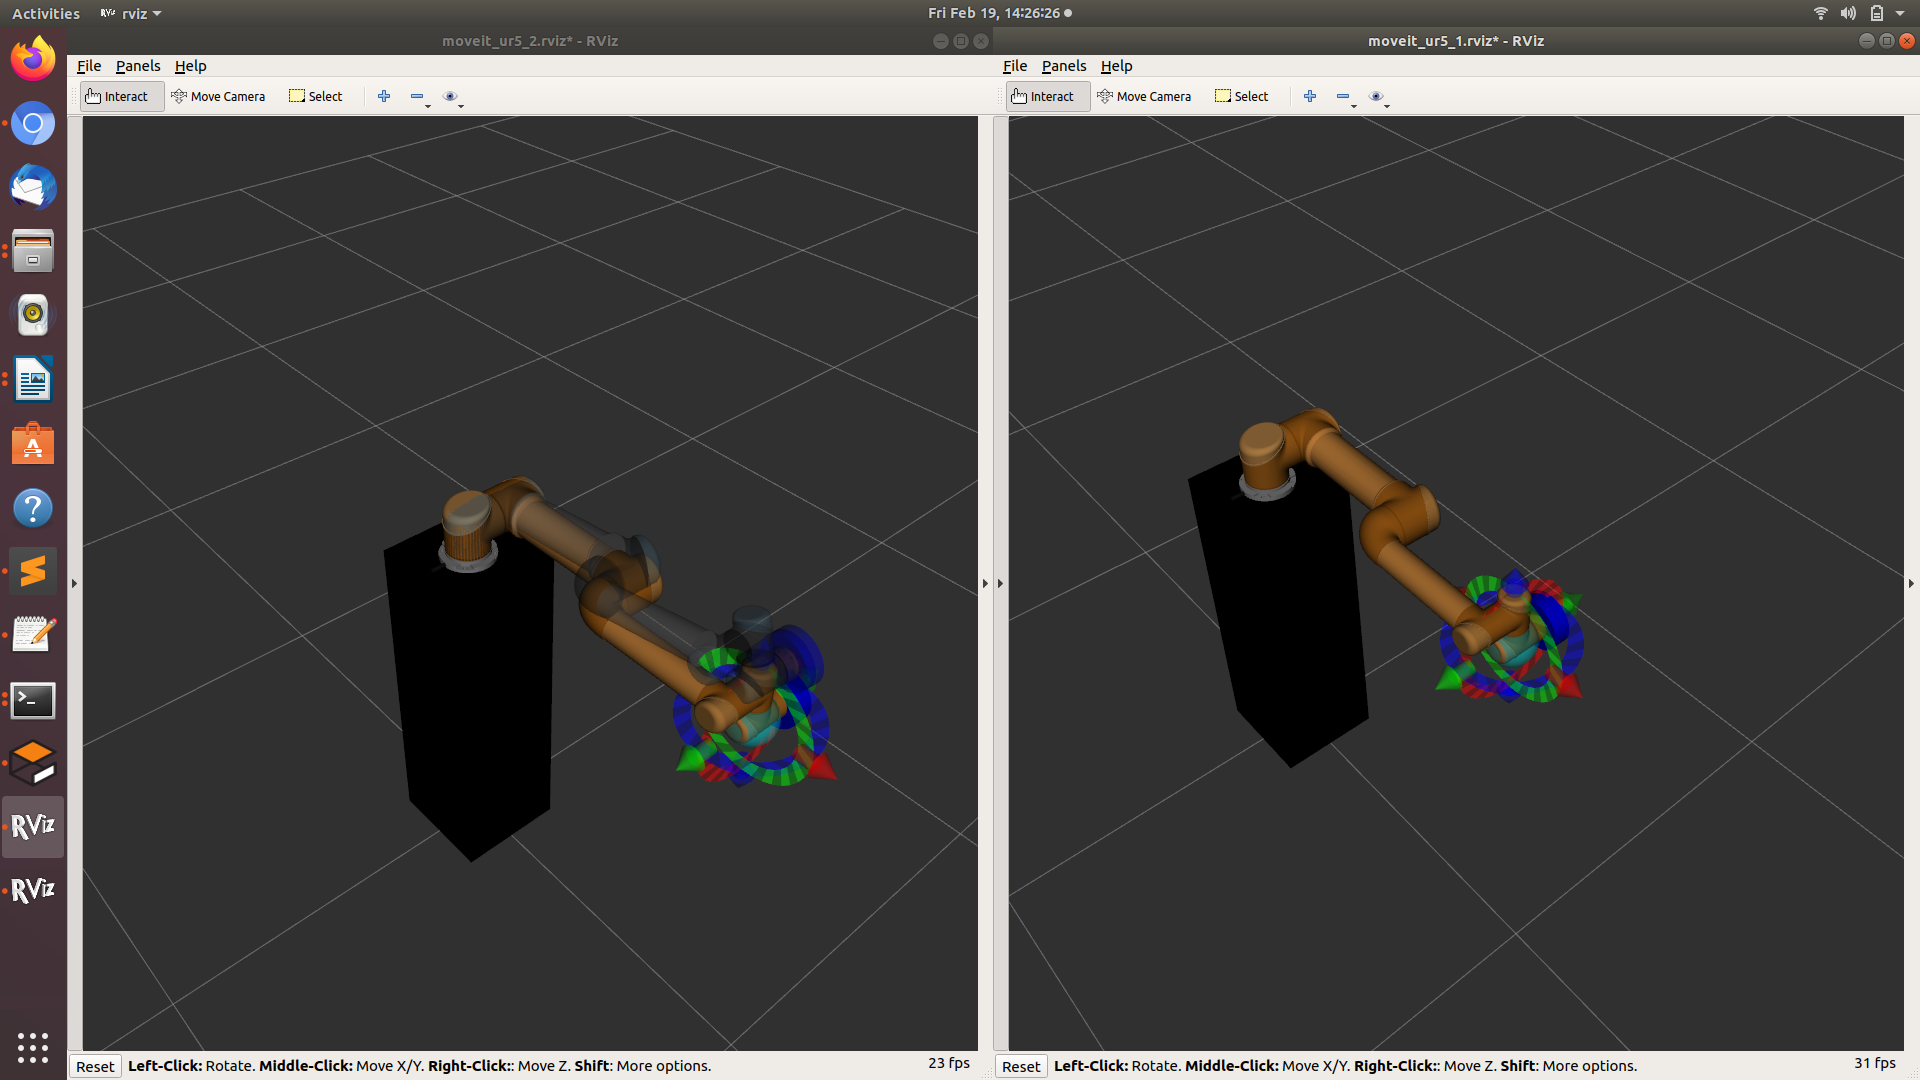 Activities RViz rviz Fri Feb 19, 14:26:26
moveit_ur5_2.rviz* - RViz
File Panels Help
Interact Move Camera Select
Reset Left-Click: Rotate. Middle-Click: Move X/Y. Right-Click:: Move Z. Shift: More options. 23 fps
moveit_ur5_1.rviz* - RViz
File Panels Help
Interact Move Camera Select
Reset Left-Click: Rotate. Middle-Click: Move X/Y. Right-Click:: Move Z. Shift: More options. 31 fps
RViz
RViz